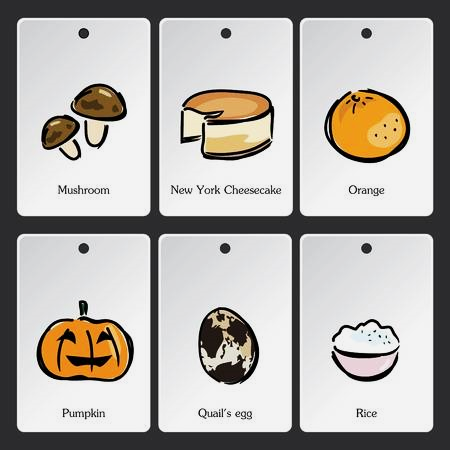 Mushroom
New York Cheesecake
Orange
Pumpkin
Quail's egg
Rice